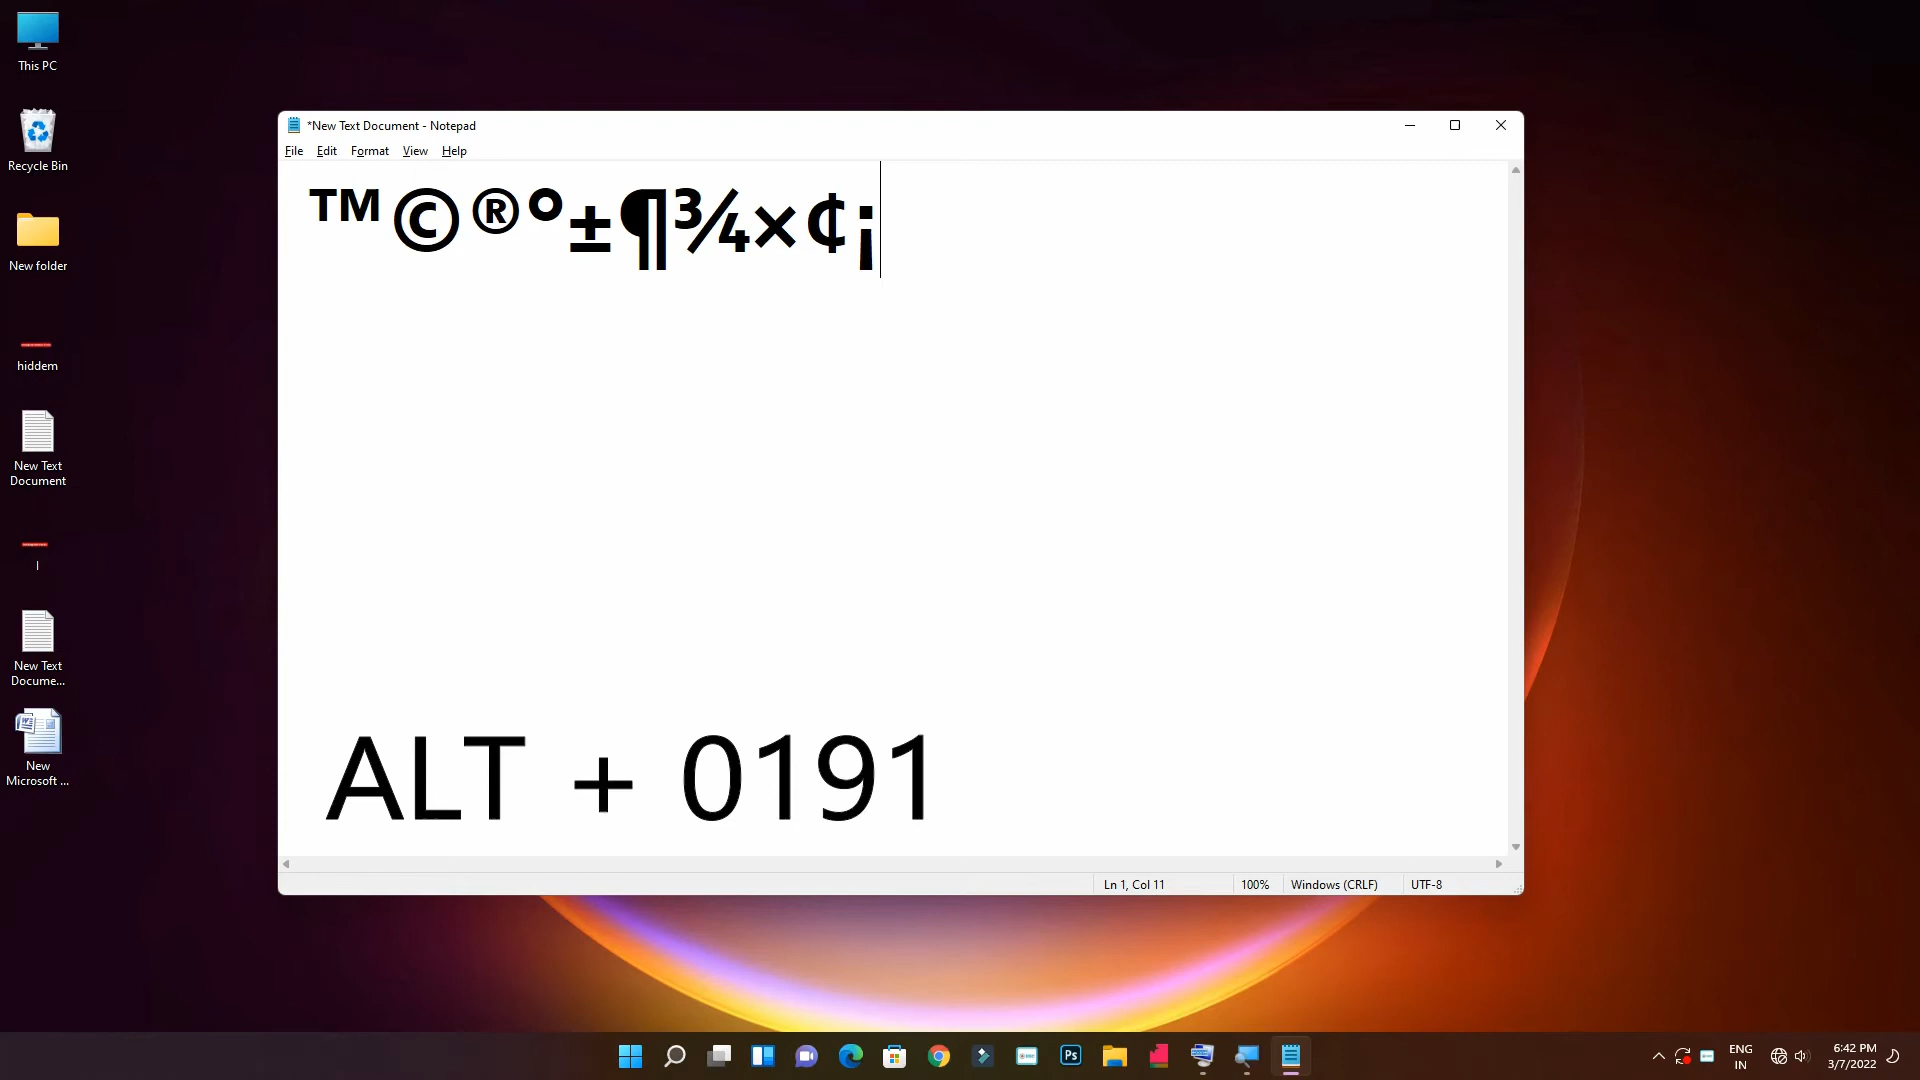 This PC
Recycle Bin
New folder
hiddem
New Text
Document
l
New Text
Docume...
New
Microsoft ...
*New Text Document - Notepad
File Edit Format View Help
™©®°±¶¾×¢¡
ALT + 0191
Ln 1, Col 11 100% Windows (CRLF) UTF-8
Ps
ENG
IN
6:42 PM
3/7/2022